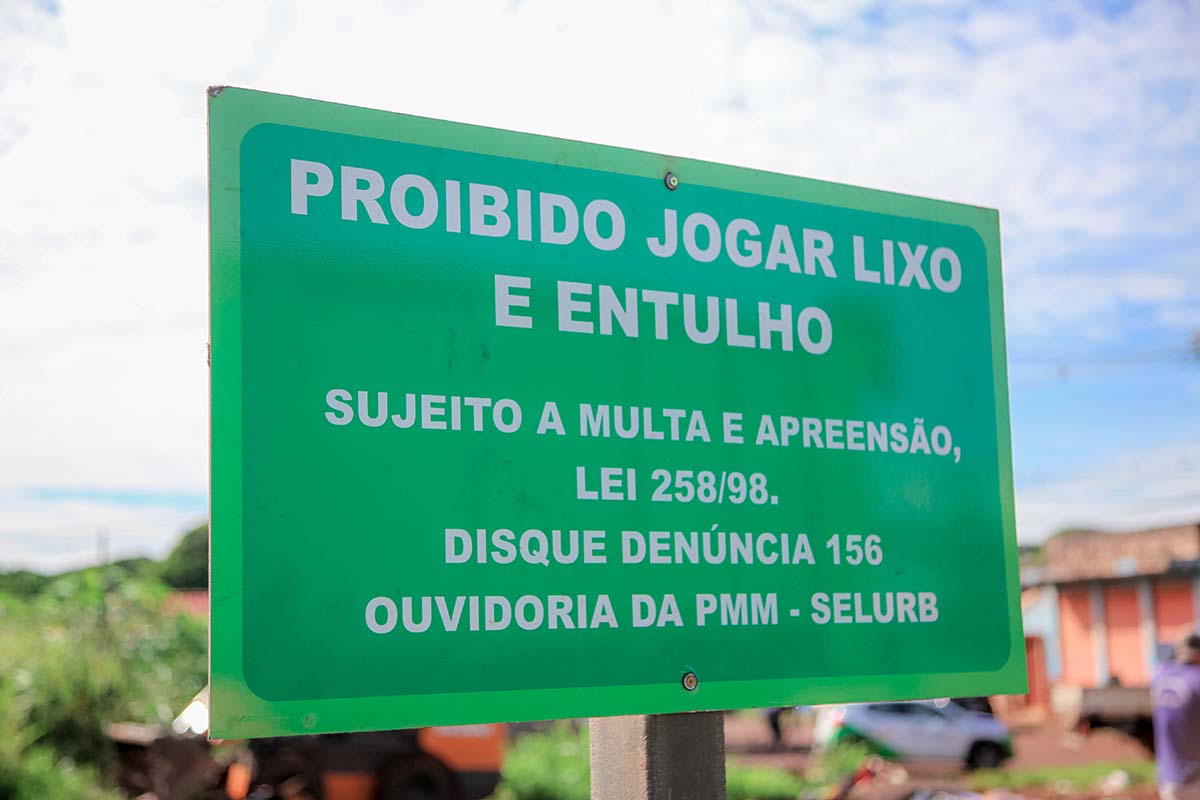 PROIBIDO JOGAR LIXO
E ENTULHO
SUJEITO A MULTA E APREENSÃO,
LEI 258/98.
DISQUE DENÚNCIA 156
OUVIDORIA DA PMM - SELURB